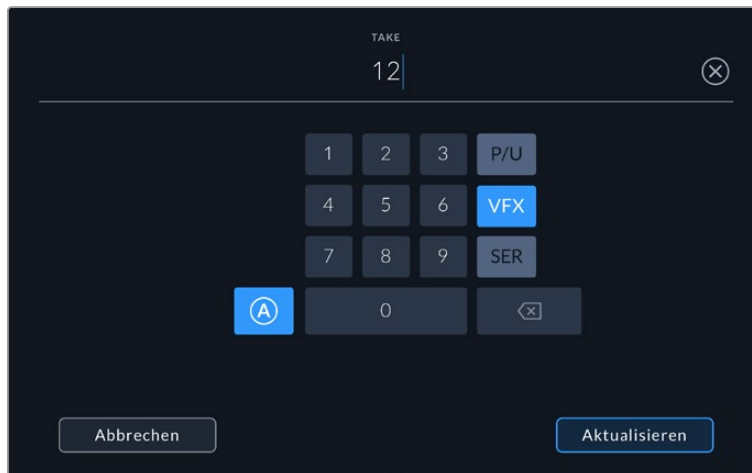 TAKE
12
1 2 3 P/U
4 5 6 VFX
7 8 9 SER
A 0
Abbrechen Aktualisieren